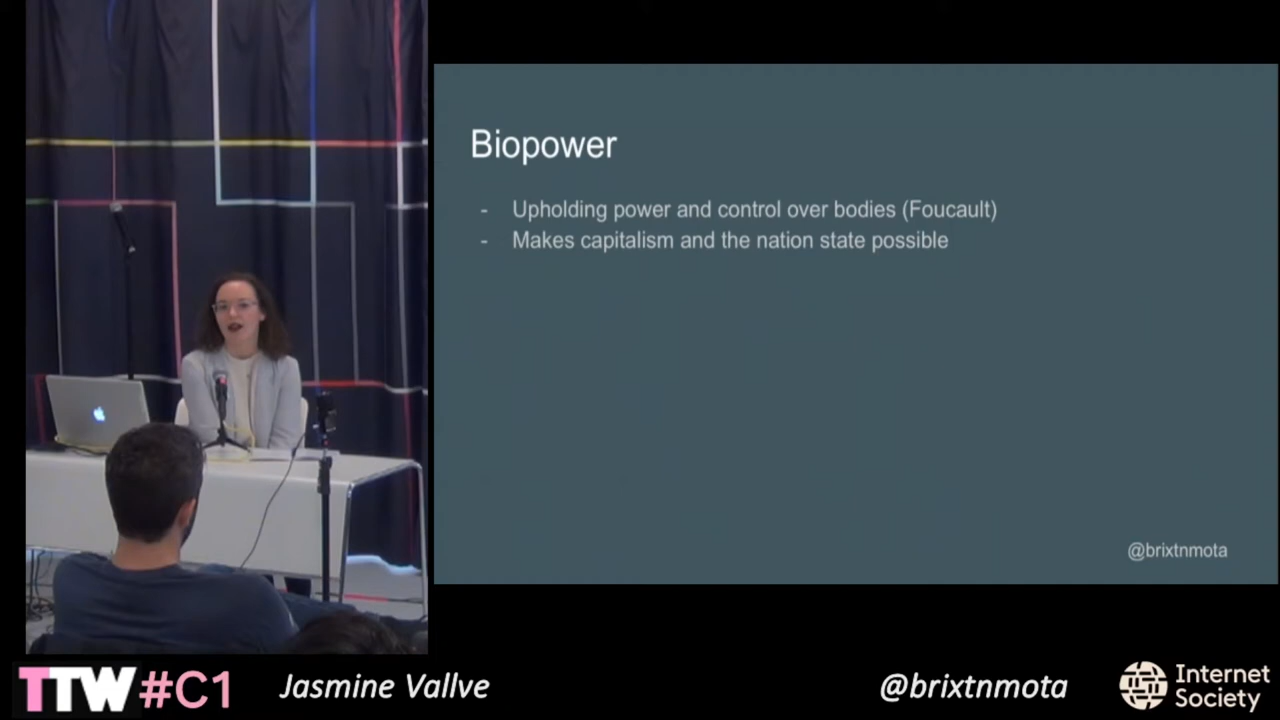 Biopower
- Upholding power and control over bodies (Foucault)
- Makes capitalism and the nation state possible
@brixtnmota
TTW#C1
Jasmine Vallve
@brixtnmota
Internet
Society